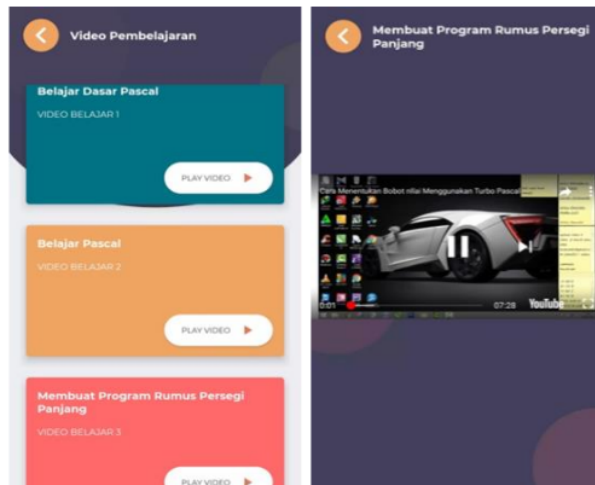 Video Pembelajaran
Belajar Dasar Pascal
VIDEO BELAJAR 1
PLAY VIDEO
Belajar Pascal
VIDEO BELAJAR 2
PLAY VIDEO
Membuat Program Rumus Persegi
Panjang
VIDEO BELAJAR 3
PLAY VIDEO
Membuat Program Rumus Persegi
Panjang
Cara Menentukan Bobot nilai Menggunakan Turbo Pascal
0:01
07:28
YouTube